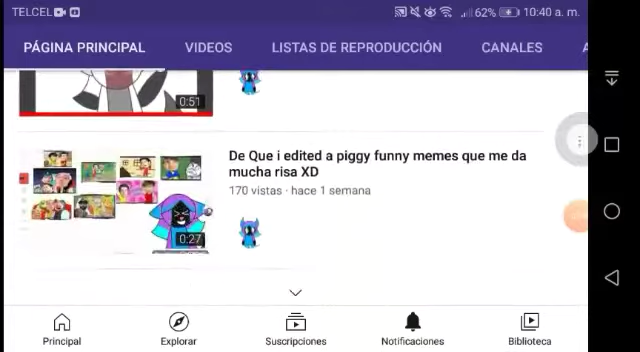 TELCEL 62% 10:40 a. m.
PÁGINA PRINCIPAL VIDEOS LISTAS DE REPRODUCCIÓN CANALES A
0:51
De Que i edited a piggy funny memes que me da
mucha risa XD
170 vistas · hace 1 semana
0:27
Principal Explorar Suscripciones Notificaciones Biblioteca